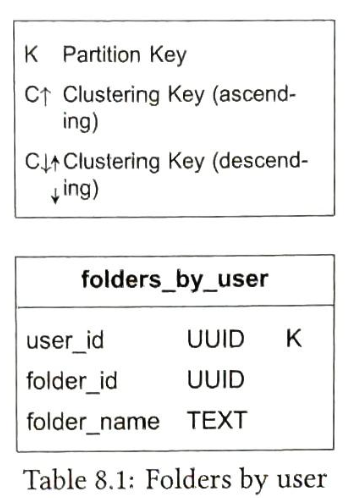 K Partition Key
C↑ Clustering Key (ascend-
ing)
C↓↑Clustering Key (descend-
↓ing)
folders_by_user
user_id UUID K
folder_id UUID
folder_name TEXT
Table 8.1: Folders by user